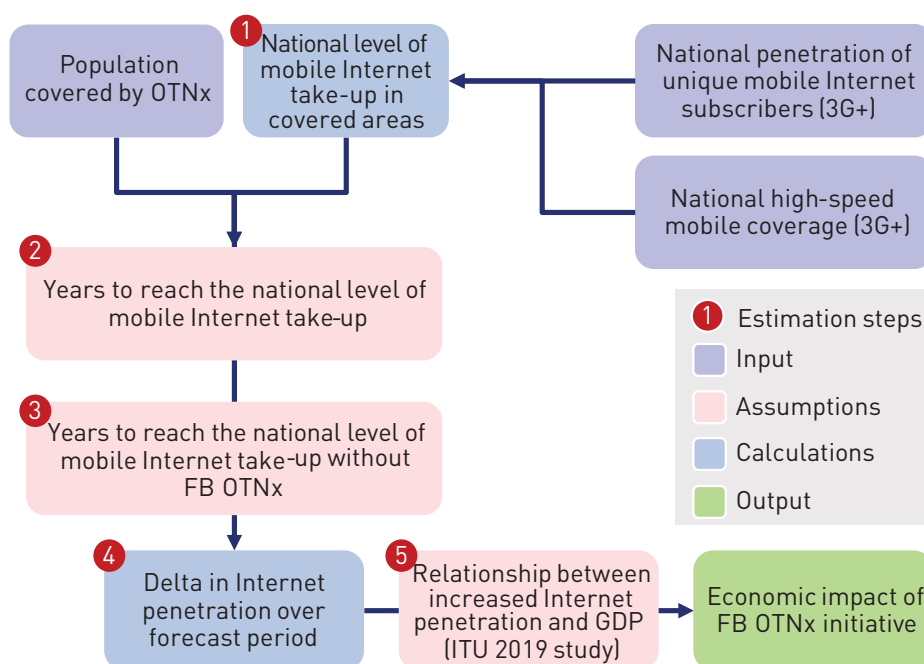 Population
covered by OTNx
1
National level of
mobile Internet
take-up in
covered areas
National penetration of
unique mobile Internet
subscribers (3G+)
National high-speed
mobile coverage (3G+)
2
Years to reach the national level of
mobile Internet take-up
3
Years to reach the national level of
mobile Internet take-up without
FB OTNx
4
Delta in Internet
penetration over
forecast period
5
Relationship between
increased Internet
penetration and GDP
(ITU 2019 study)
Economic impact of
FB OTNx initiative
1 Estimation steps
Input
Assumptions
Calculations
Output